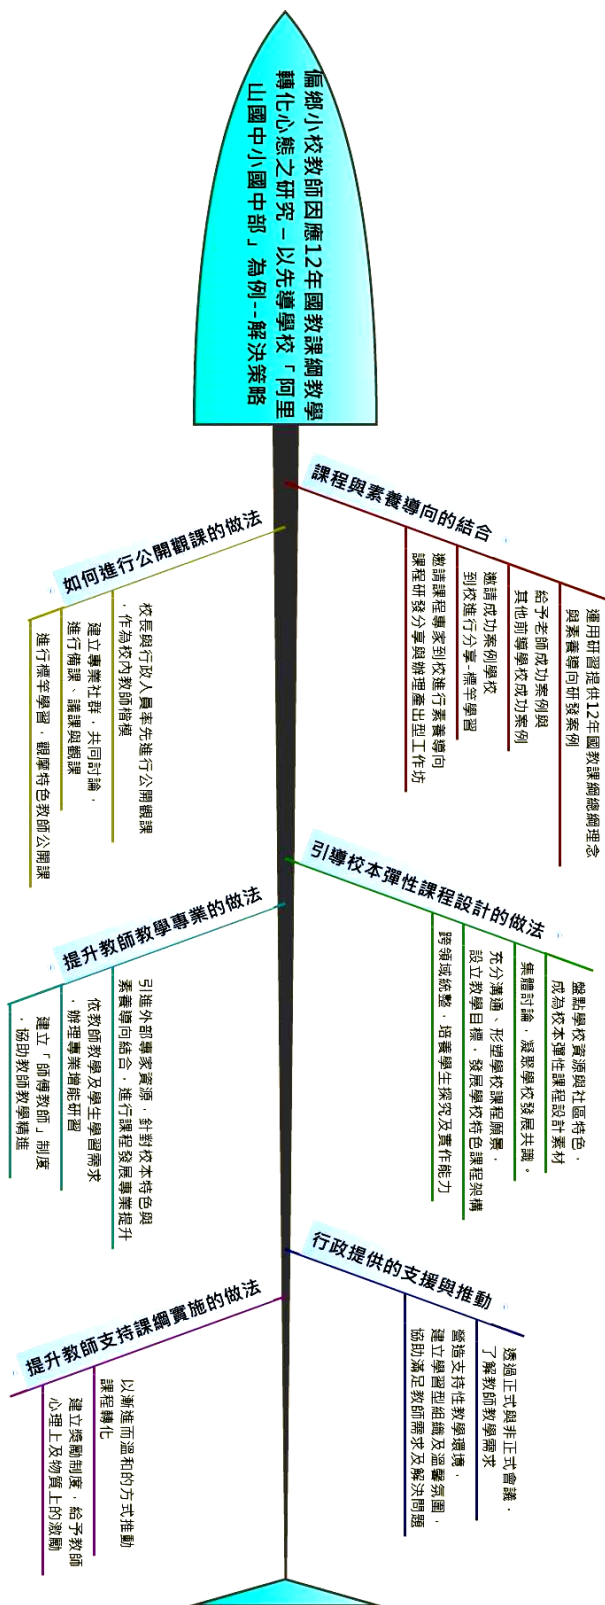 偏鄉小校教師因應12年國教課綱教學
轉化心態之研究－以先導學校「阿里
山國中小國中部」為例--解決策略
課程與素養導向的結合
運用研習提供12年國教課綱總綱理念
與素養導向研發案例
給予老師成功案例與
其他前導學校成功案例
邀請成功案例學校
到校進行分享-標竿學習
邀請課程專家到校進行素養導向
課程研發分享與辦理產出型工作坊
如何進行公開觀課的做法
校長與行政人員率先進行公開觀課
，作為校內教師楷模
建立專業社群，共同討論，
進行備課、議課與觀課
進行標竿學習，觀摩特色教師公開課
引導校本彈性課程設計的做法
盤點學校資源與社區特色，
成為校本彈性課程設計素材
集體討論，凝聚學校發展共識。
充分溝通、形塑學校課程願景，
設立教學目標，發展學校特色課程架構
跨領域統整，培養學生探究及實作能力
提升教師教學專業的做法
引進外部專家資源，針對校本特色與
素養導向結合，進行課程發展專業提升
依教師教學及學生學習需求
，辦理專業增能研習
建立「師傅教師」制度
，協助教師教學精進
行政提供的支援與推動
透過正式與非正式會議，
了解教師教學需求
營造支持性教學環境，
建立學習型組織及溫馨氛圍，
協助滿足教師需求及解決問題
提升教師支持課綱實施的做法
以漸進而溫和的方式推動
課程轉化
建立獎勵制度，給予教師
心理上及物質上的激勵